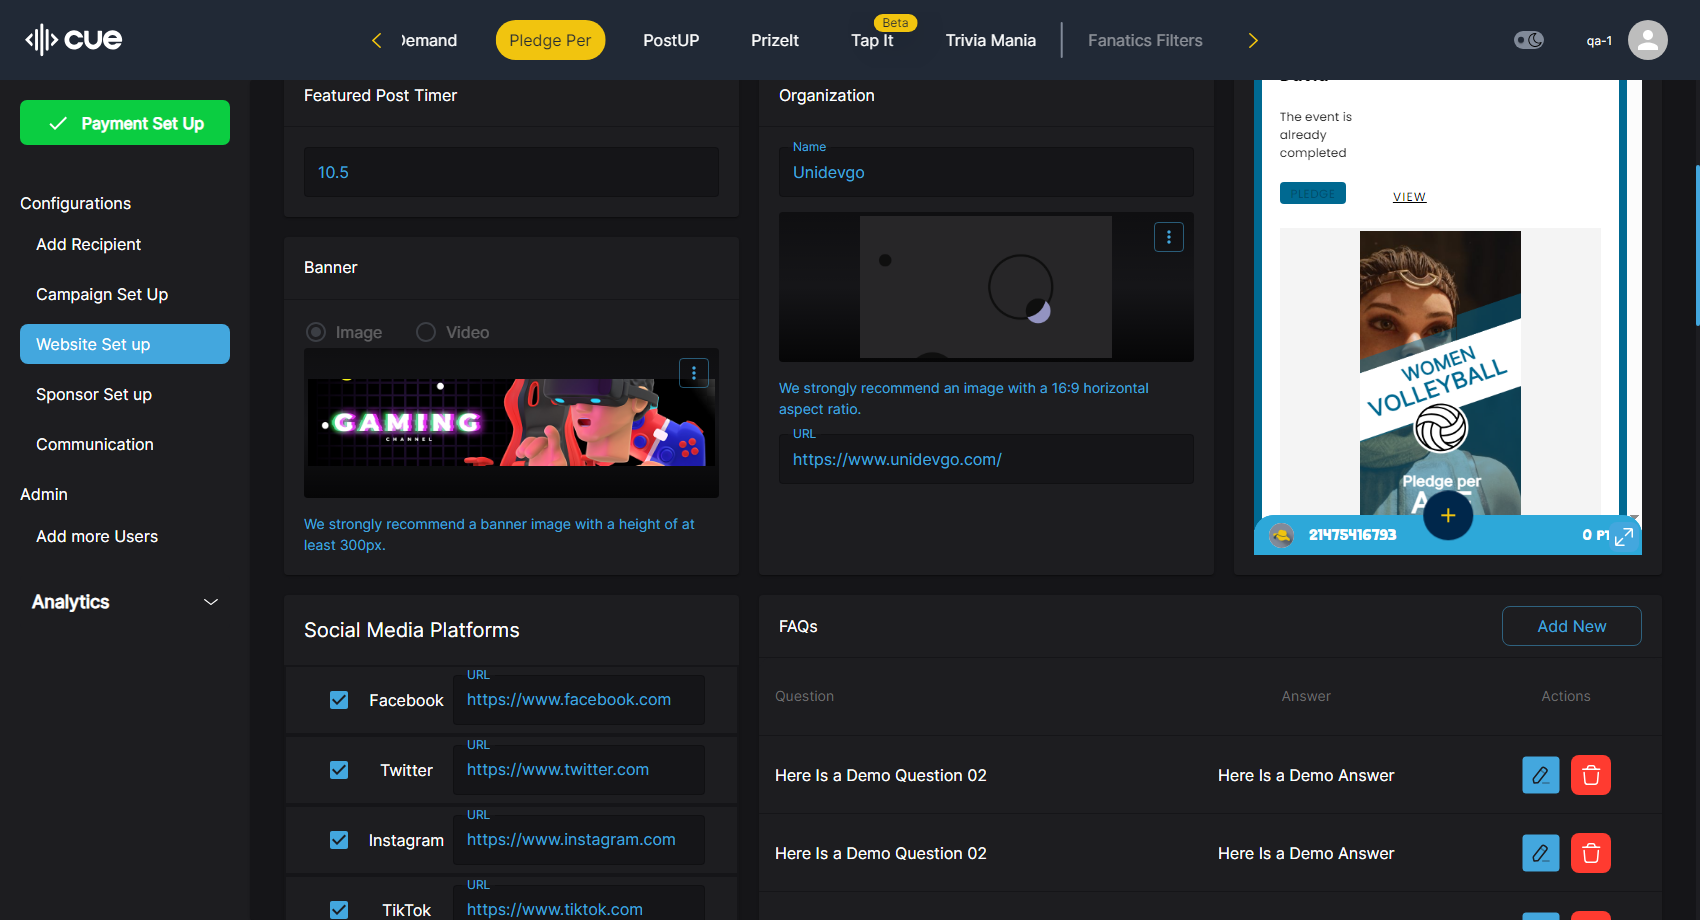 cue
Demand
Pledge Per
PostUP
PrizeIt
Beta
Tap It
Trivia Mania
Fanatics Filters
qa-1
Payment Set Up
Configurations
Add Recipient
Campaign Set Up
Website Set up
Sponsor Set up
Communication
Admin
Add more Users
Analytics
Featured Post Timer
10.5
Banner
Image
Video
GAMING
CHANNEL
We strongly recommend a banner image with a height of at
least 300px.
Organization
Name
Unidevgo
We strongly recommend an image with a 16:9 horizontal
aspect ratio.
URL
https://www.unidevgo.com/
The event is
already
completed
PLEDGE
VIEW
WOMEN
VOLLEYBALL
Pledge per
21475416793
0 PT
Social Media Platforms
Facebook
URL
https://www.facebook.com
Twitter
URL
https://www.twitter.com
Instagram
URL
https://www.instagram.com
TikTok
URL
https://www.tiktok.com
FAQs
Add New
Question
Answer
Actions
Here Is a Demo Question 02
Here Is a Demo Answer
Here Is a Demo Question 02
Here Is a Demo Answer